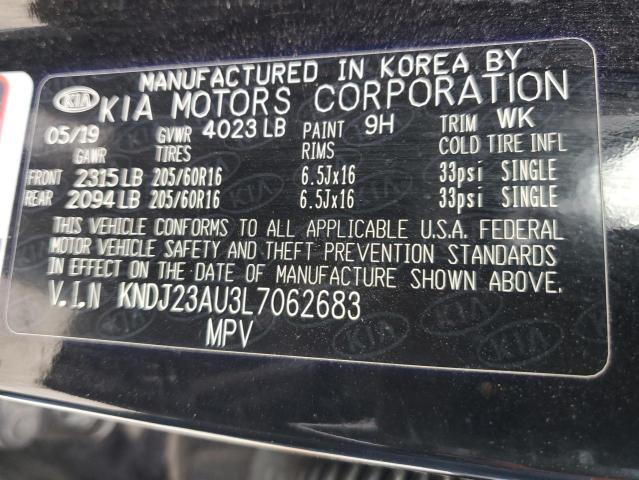 MANUFACTURED IN KOREA BY
KIA KIA MOTORS CORPORATION
05/19 GVWR 4023 LB PAINT 9H TRIM WK
GAWR TIRES RIMS COLD TIRE INFL
FRONT 2315 LB 205/60R16 6.5Jx16 33psi SINGLE
REAR 2094 LB 205/60R16 6.5Jx16 33psi SINGLE
THIS VEHICLE CONFORMS TO ALL APPLICABLE U.S.A. FEDERAL
MOTOR VEHICLE SAFETY AND THEFT PREVENTION STANDARDS
IN EFFECT ON THE DATE OF MANUFACTURE SHOWN ABOVE.
V.I.N KNDJ23AU3L7062683
MPV